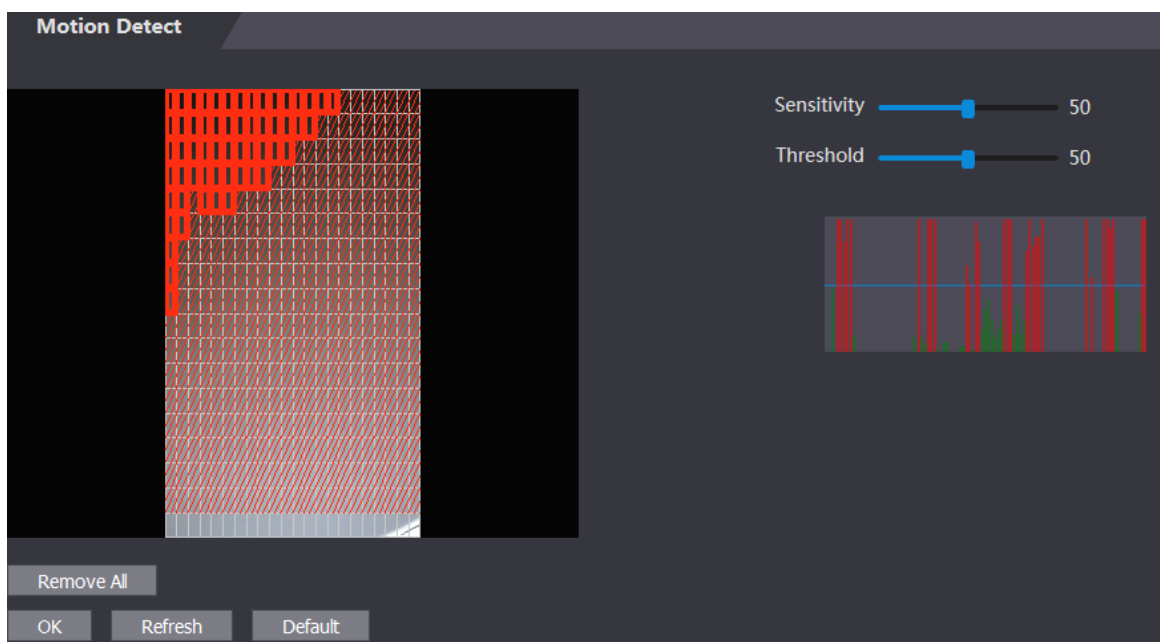 Motion Detect
Sensitivity 50
Threshold 50
Remove All
OK Refresh Default